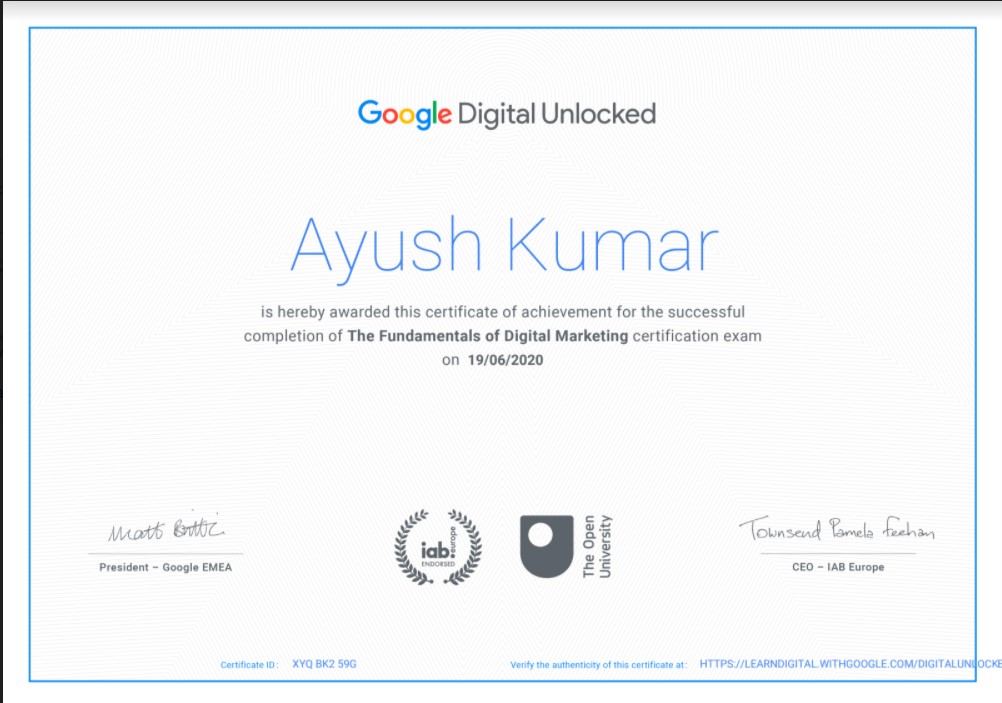 Google Digital Unlocked
Ayush Kumar
is hereby awarded this certificate of achievement for the successful
completion of The Fundamentals of Digital Marketing certification exam
on 19/06/2020
Matt Brittin
President – Google EMEA
iab.europe
ENDORSED
The Open
University
Townsend Pamela Feehan
CEO – IAB Europe
Certificate ID: XYQ BK2 59G
Verify the authenticity of this certificate at: HTTPS://LEARNDIGITAL.WITHGOOGLE.COM/DIGITALUNLOCKE